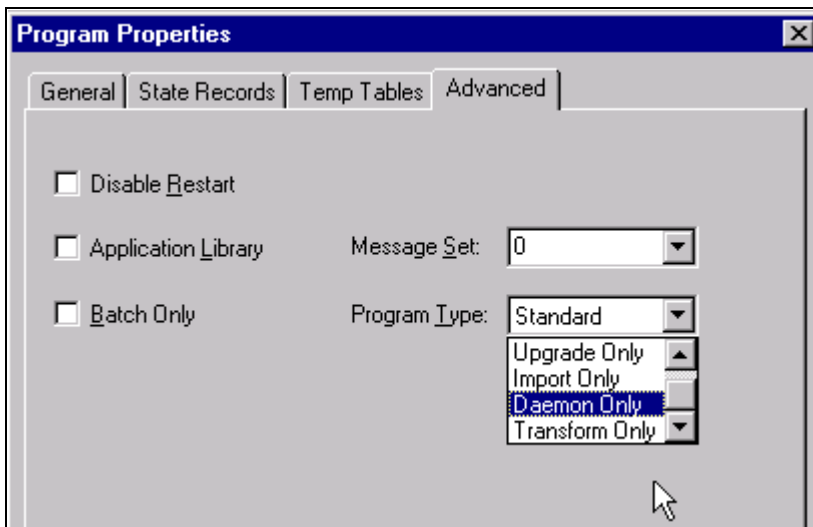 Program Properties
General State Records Temp Tables Advanced
Disable Restart
Application Library Message Set: 0
Batch Only Program Type: Standard
Upgrade Only
Import Only
Daemon Only
Transform Only